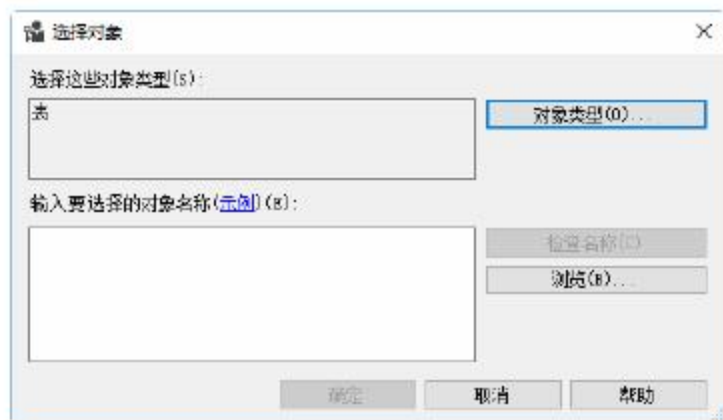 选择对象
选择这些对象类型(S):
表
对象类型(O)...
输入要选择的对象名称(示例)(E):
检查名称(C)
浏览(B)...
确定
取消
帮助